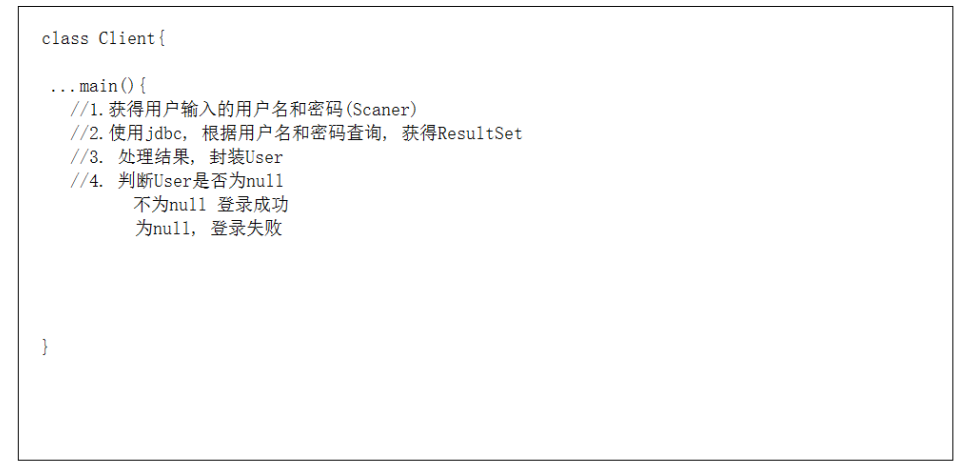 class Client{
...main(){
//1.获得用户输入的用户名和密码(Scaner)
//2.使用jdbc, 根据用户名和密码查询, 获得ResultSet
//3. 处理结果, 封装User
//4. 判断User是否为null
不为null 登录成功
为null, 登录失败
}